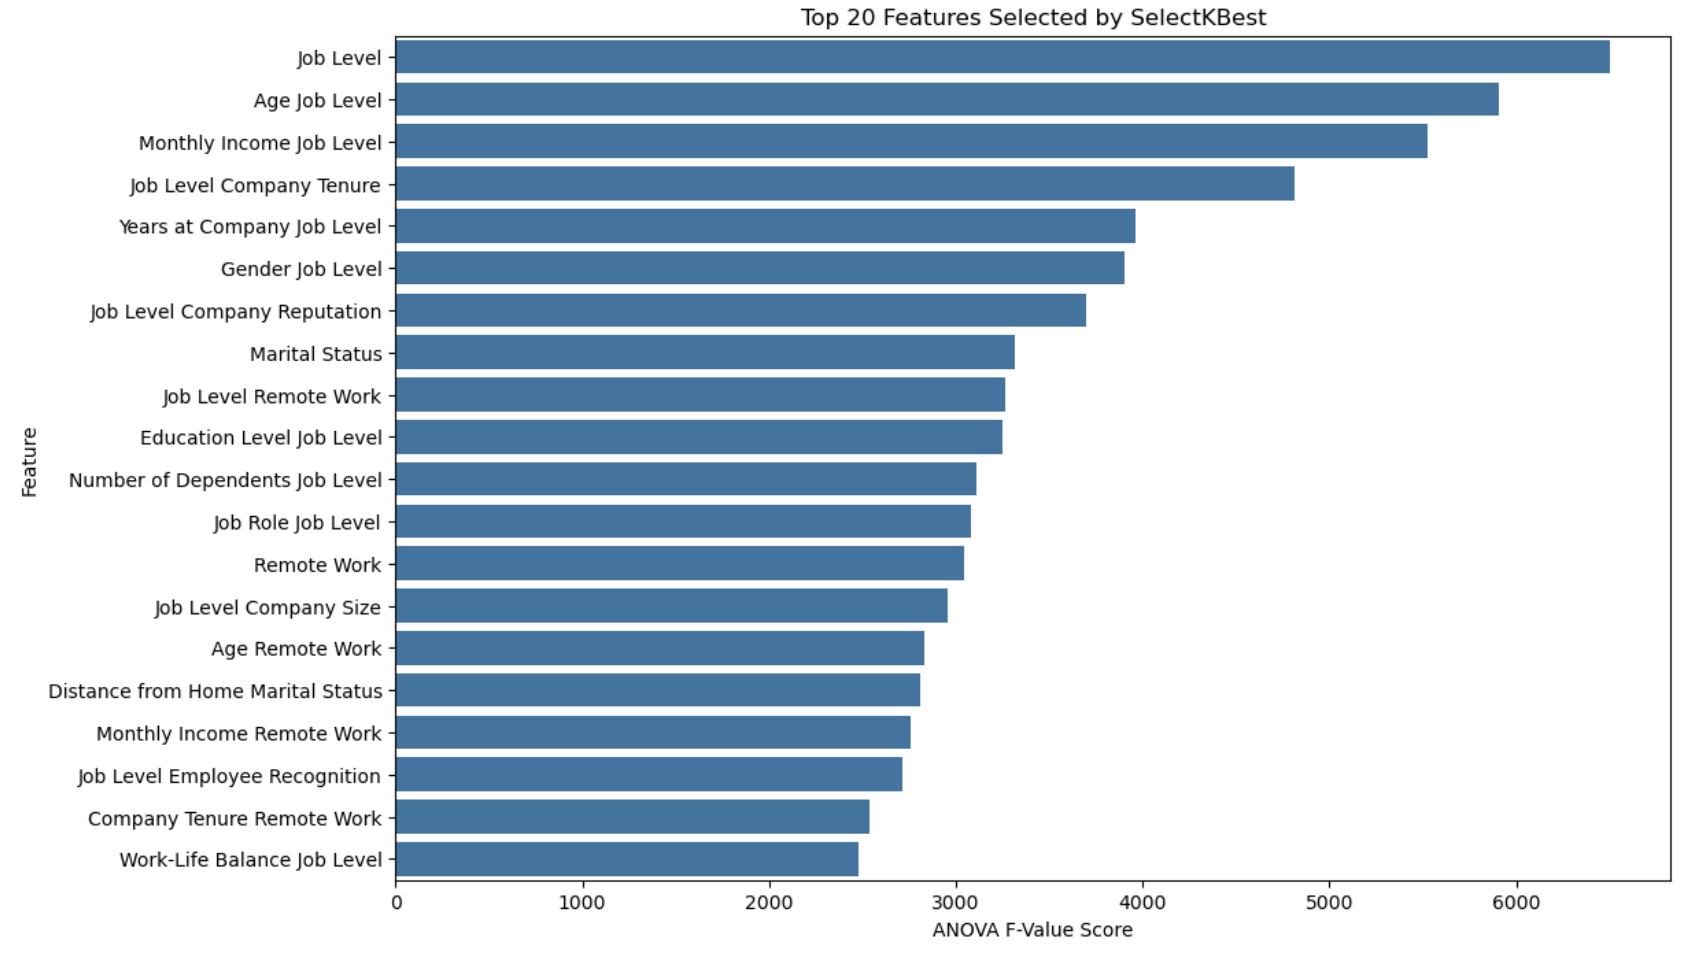 Top 20 Features Selected by SelectKBest
Feature
Job Level
Age Job Level
Monthly Income Job Level
Job Level Company Tenure
Years at Company Job Level
Gender Job Level
Job Level Company Reputation
Marital Status
Job Level Remote Work
Education Level Job Level
Number of Dependents Job Level
Job Role Job Level
Remote Work
Job Level Company Size
Age Remote Work
Distance from Home Marital Status
Monthly Income Remote Work
Job Level Employee Recognition
Company Tenure Remote Work
Work-Life Balance Job Level
0 1000 2000 3000 4000 5000 6000
ANOVA F-Value Score